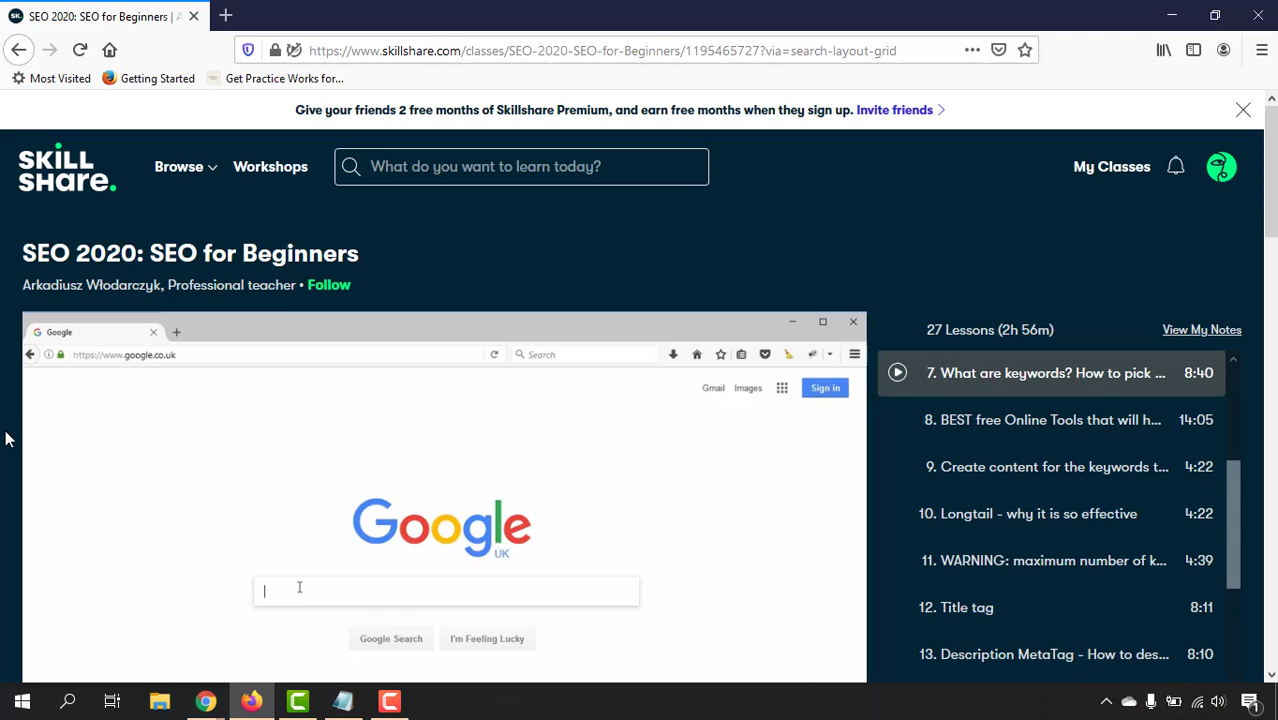 SK.
SEO 2020: SEO for Beginners | A
https://www.skillshare.com/classes/SEO-2020-SEO-for-Beginners/1195465727?via=search-layout-grid
Most Visited
Getting Started
Get Practice Works for...
Give your friends 2 free months of Skillshare Premium, and earn free months when they sign up. Invite friends
SKILL
SHARE.
Browse
Workshops
What do you want to learn today?
My Classes
SEO 2020: SEO for Beginners
Arkadiusz Włodarczyk, Professional teacher • Follow
Google
https://www.google.co.uk
Search
Gmail
Images
Sign in
Google
UK
Google Search
I'm Feeling Lucky
27 Lessons (2h 56m)
View My Notes
7. What are keywords? How to pick ...
8:40
8. BEST free Online Tools that will h...
14:05
9. Create content for the keywords t...
4:22
10. Longtail - why it is so effective
4:22
11. WARNING: maximum number of k...
4:39
12. Title tag
8:11
13. Description MetaTag - How to des...
8:10
1